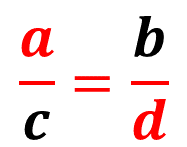 a/c = b/d